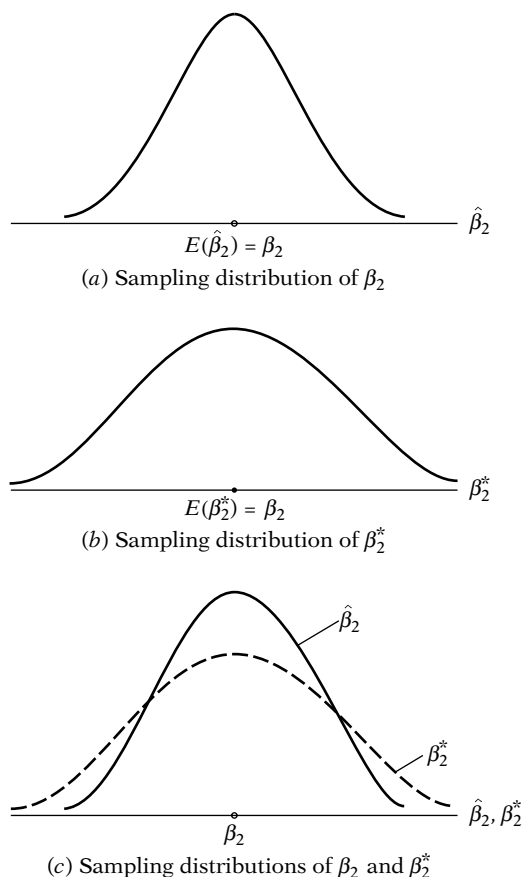 β̂₂
E(β̂₂) = β₂
(a) Sampling distribution of β₂
β₂*
E(β₂*) = β₂
(b) Sampling distribution of β₂*
β̂₂
β₂*
β̂₂, β₂*
β₂
(c) Sampling distributions of β₂ and β₂*